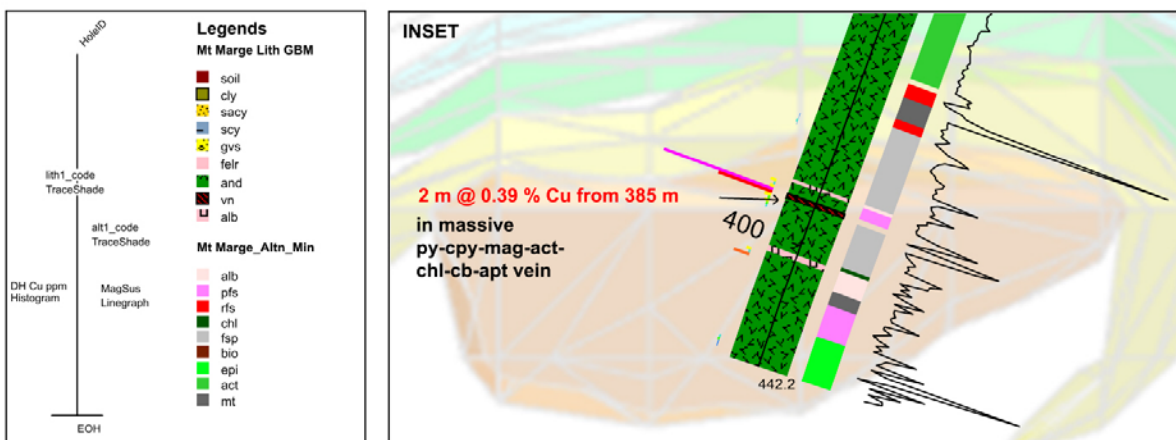 HoleID
lith1_code
TraceShade
alt1_code
TraceShade
DH Cu ppm
Histogram
MagSus
Linegraph
EOH
Legends
Mt Marge Lith GBM
soil
cly
sacy
scy
gvs
felr
and
vn
alb
Mt Marge_Altn_Min
alb
pfs
rfs
chl
fsp
bio
epi
act
mt
INSET
2 m @ 0.39 % Cu from 385 m
in massive
py-cpy-mag-act-
chl-cb-apt vein
400
442.2